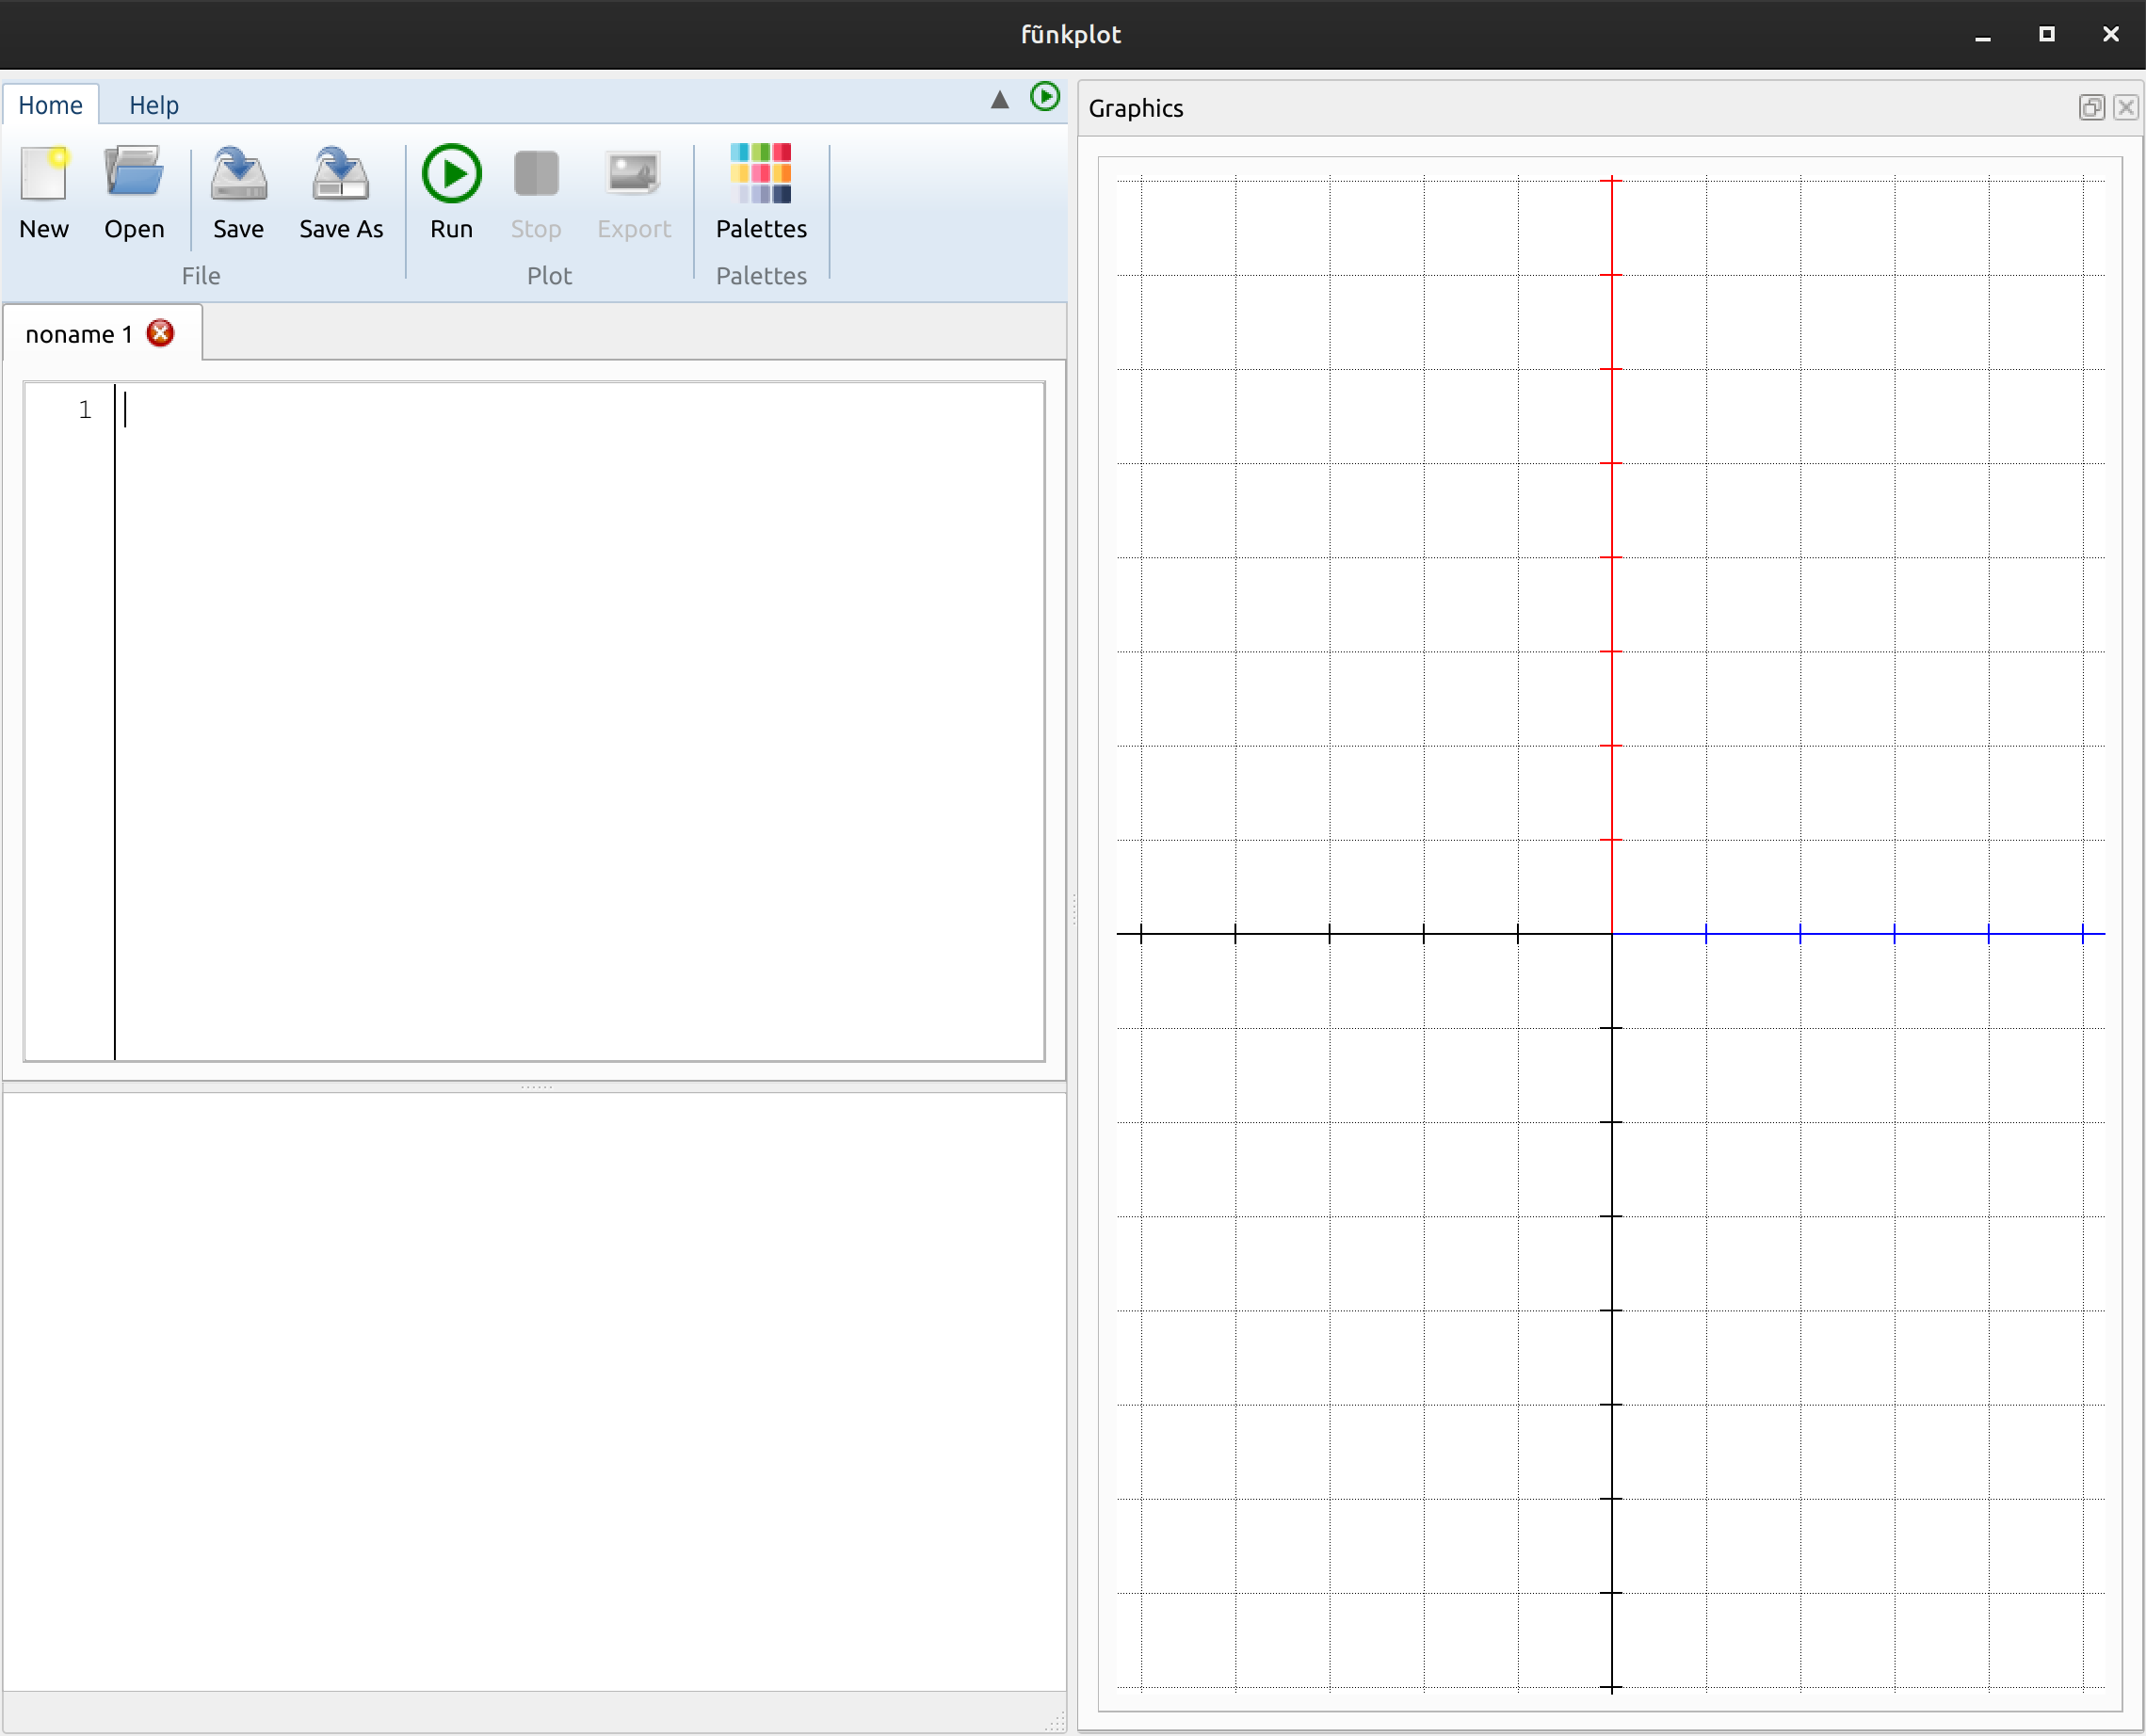 fũnkplot
Home Help
New Open Save Save As Run Stop Export Palettes
File Plot Palettes
noname 1
1
Graphics